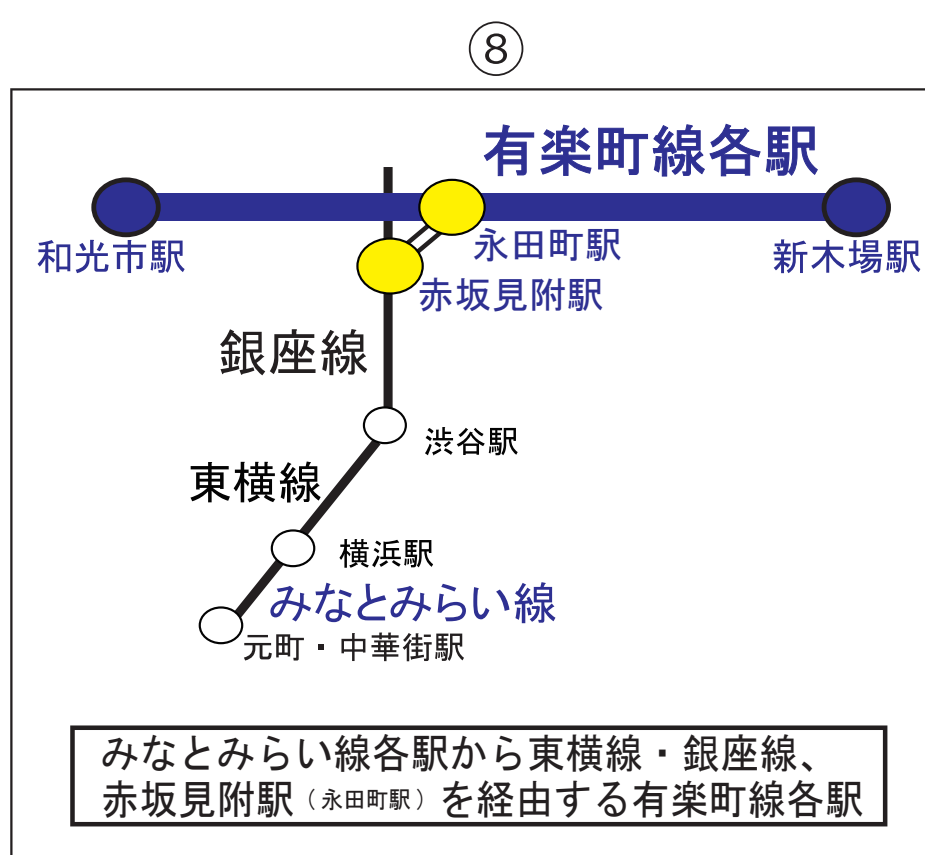 ⑧
有楽町線各駅
和光市駅
永田町駅
新木場駅
赤坂見附駅
銀座線
渋谷駅
東横線
横浜駅
みなとみらい線
元町・中華街駅
みなとみらい線各駅から東横線・銀座線、
赤坂見附駅（永田町駅）を経由する有楽町線各駅